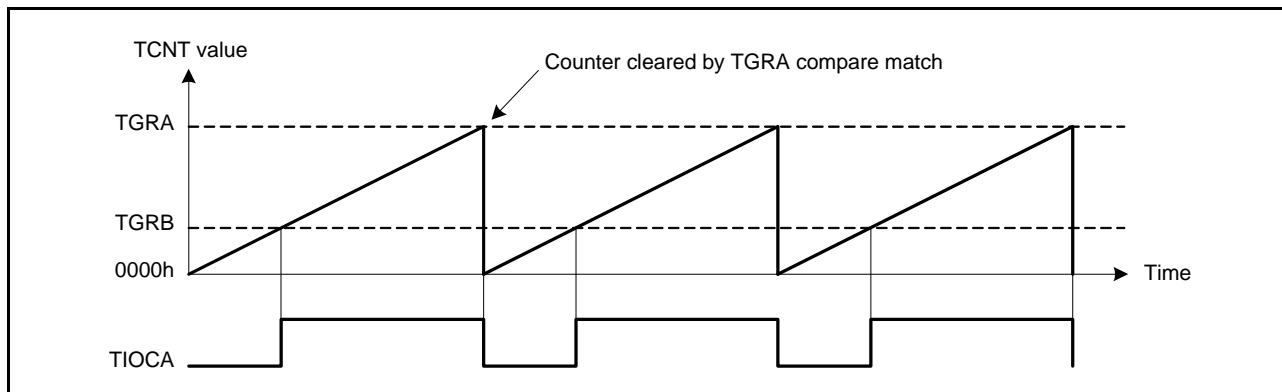 TCNT value
Counter cleared by TGRA compare match
TGRA
TGRB
0000h
Time
TIOCA